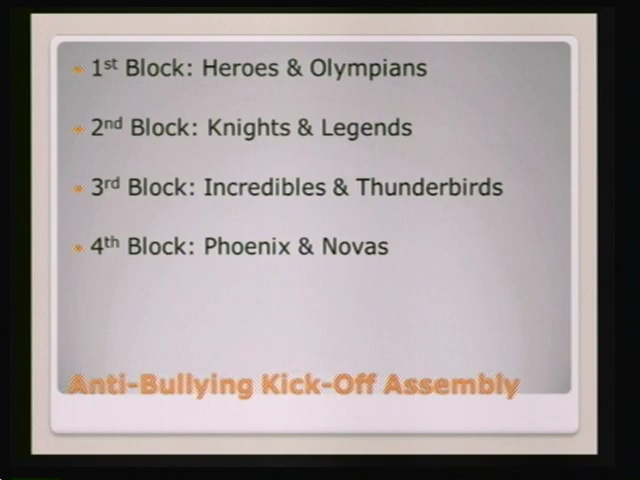 1st Block: Heroes & Olympians
2nd Block: Knights & Legends
3rd Block: Incredibles & Thunderbirds
4th Block: Phoenix & Novas
Anti-Bullying Kick-Off Assembly